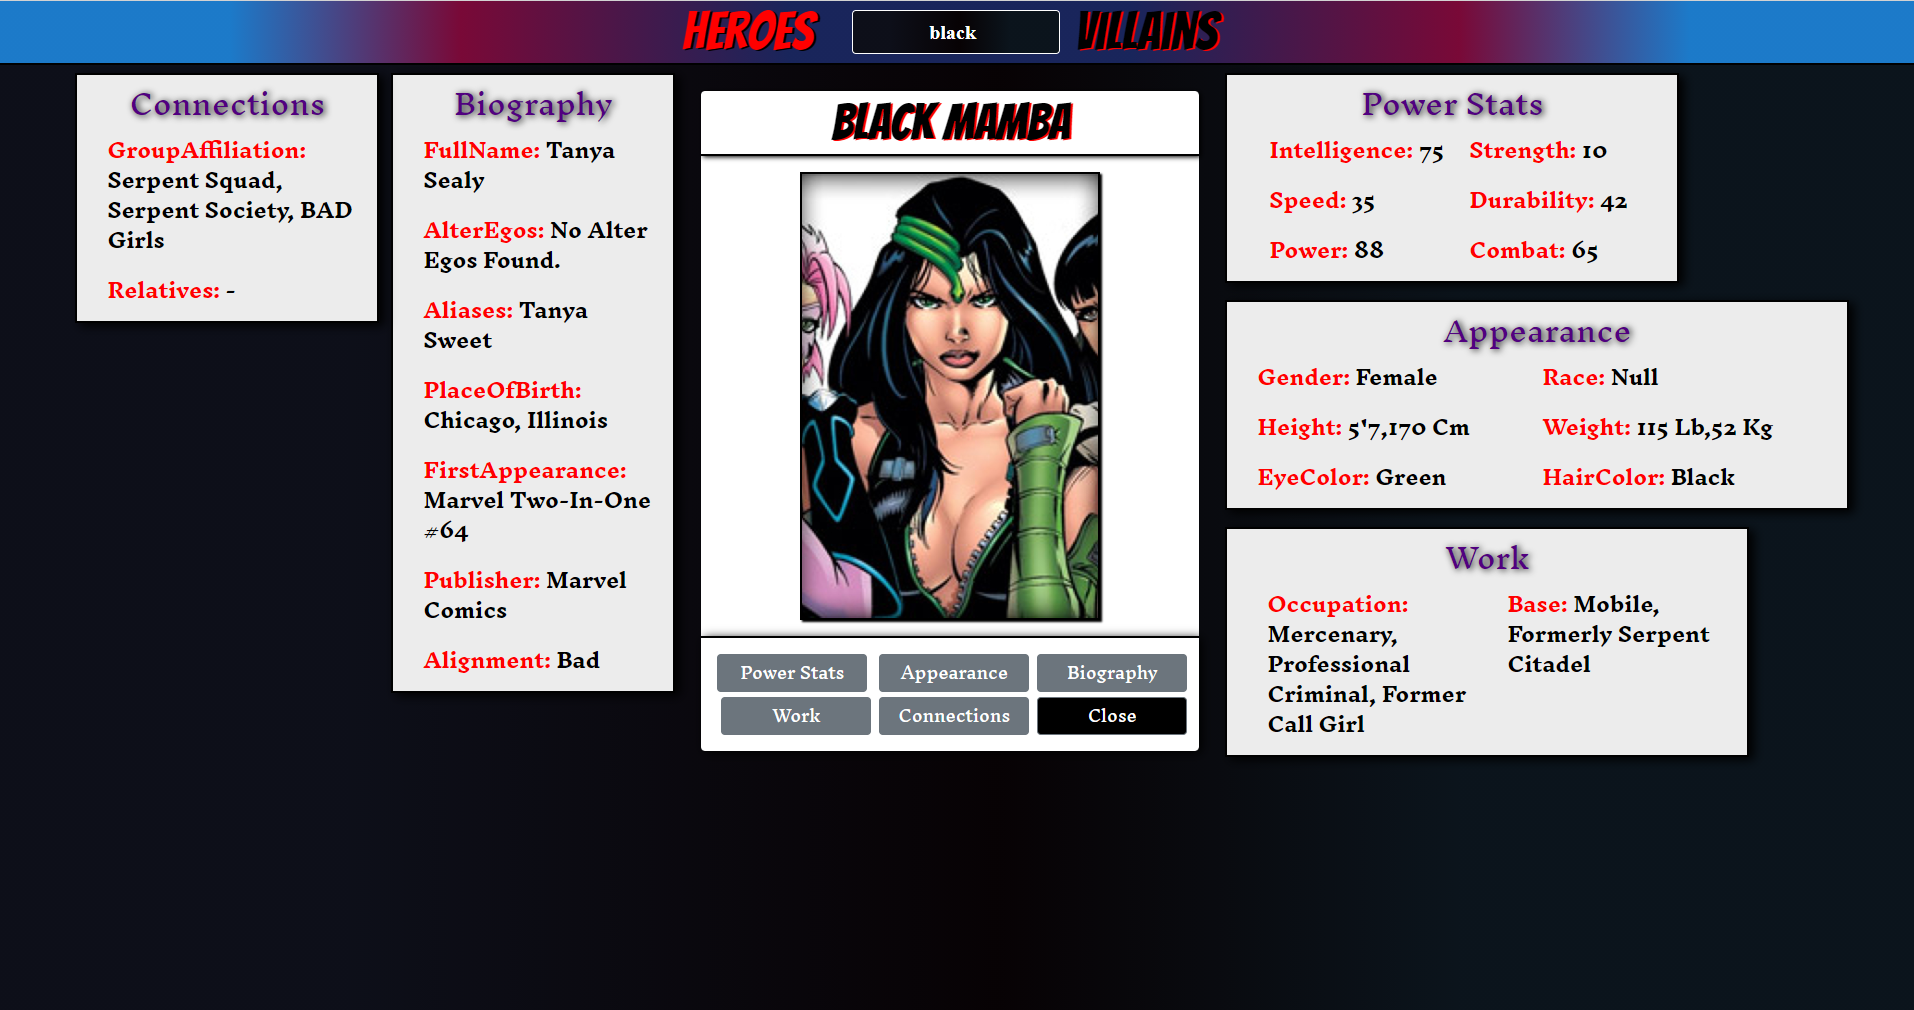 HEROES
black
VILLAINS
Connections
GroupAffiliation:
Serpent Squad,
Serpent Society, BAD
Girls
Relatives: -
Biography
FullName: Tanya
Sealy
AlterEgos: No Alter
Egos Found.
Aliases: Tanya
Sweet
PlaceOfBirth:
Chicago, Illinois
FirstAppearance:
Marvel Two-In-One
#64
Publisher: Marvel
Comics
Alignment: Bad
BLACK MAMBA
Power Stats
Appearance
Biography
Work
Connections
Close
Power Stats
Intelligence: 75 Strength: 10
Speed: 35 Durability: 42
Power: 88 Combat: 65
Appearance
Gender: Female Race: Null
Height: 5'7,170 Cm Weight: 115 Lb,52 Kg
EyeColor: Green HairColor: Black
Work
Occupation:
Mercenary,
Professional
Criminal, Former
Call Girl
Base: Mobile,
Formerly Serpent
Citadel